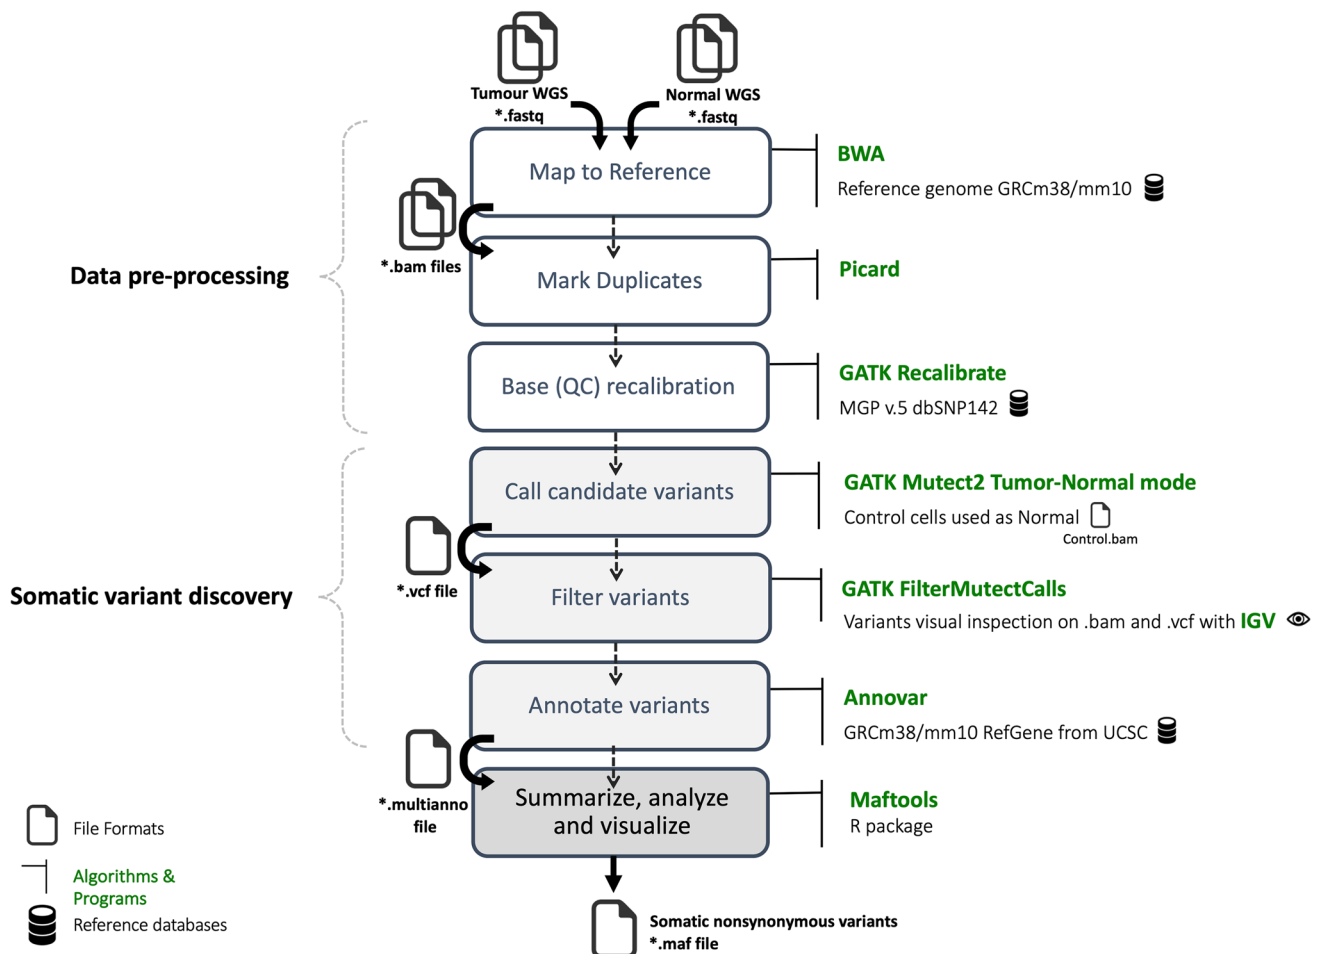 Tumour WGS
*.fastq
Normal WGS
*.fastq
Map to Reference
BWA
Reference genome GRCm38/mm10
*.bam files
Data pre-processing
Mark Duplicates
Picard
Base (QC) recalibration
GATK Recalibrate
MGP v.5 dbSNP142
Call candidate variants
GATK Mutect2 Tumor-Normal mode
Control cells used as Normal
Control.bam
*.vcf file
Somatic variant discovery
Filter variants
GATK FilterMutectCalls
Variants visual inspection on .bam and .vcf with IGV
Annotate variants
Annovar
GRCm38/mm10 RefGene from UCSC
*.multianno
file
Summarize, analyze
and visualize
Maftools
R package
File Formats
Algorithms &
Programs
Reference databases
Somatic nonsynonymous variants
*.maf file